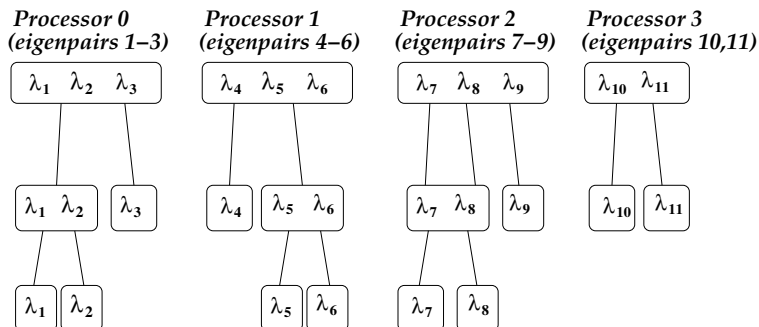 Processor 0 Processor 1 Processor 2 Processor 3
(eigenpairs 1–3) (eigenpairs 4–6) (eigenpairs 7–9) (eigenpairs 10,11)
λ₁ λ₂ λ₃ λ₄ λ₅ λ₆ λ₇ λ₈ λ₉ λ₁₀ λ₁₁
λ₁ λ₂ λ₃ λ₄ λ₅ λ₆ λ₇ λ₈ λ₉ λ₁₀ λ₁₁
λ₁ λ₂ λ₅ λ₆ λ₇ λ₈